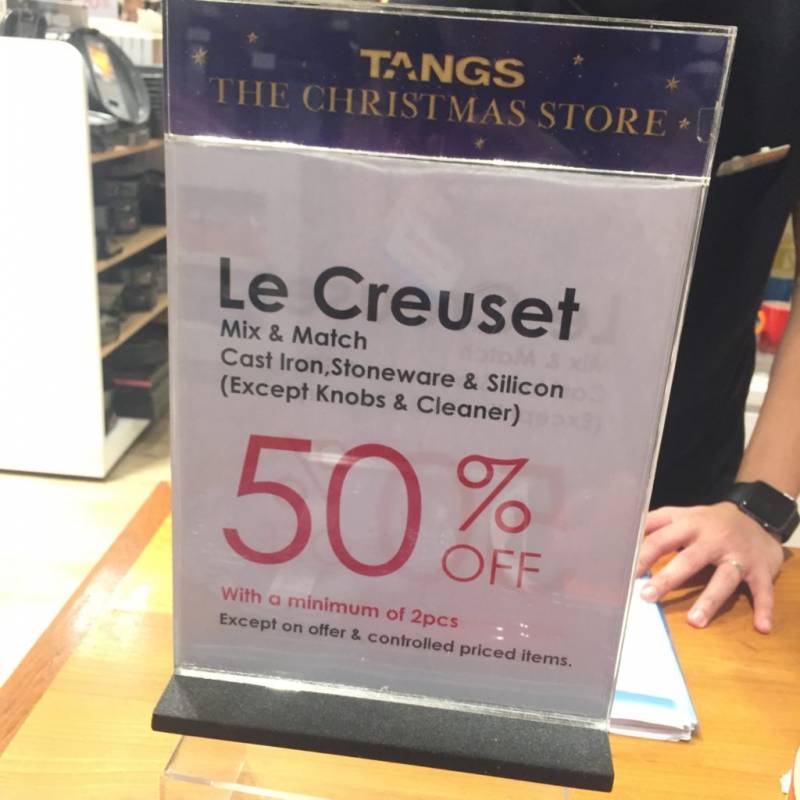 TANGS
THE CHRISTMAS STORE
Le Creuset
Mix & Match
Cast Iron,Stoneware & Silicon
(Except Knobs & Cleaner)
50% OFF
With a minimum of 2pcs
Except on offer & controlled priced items.